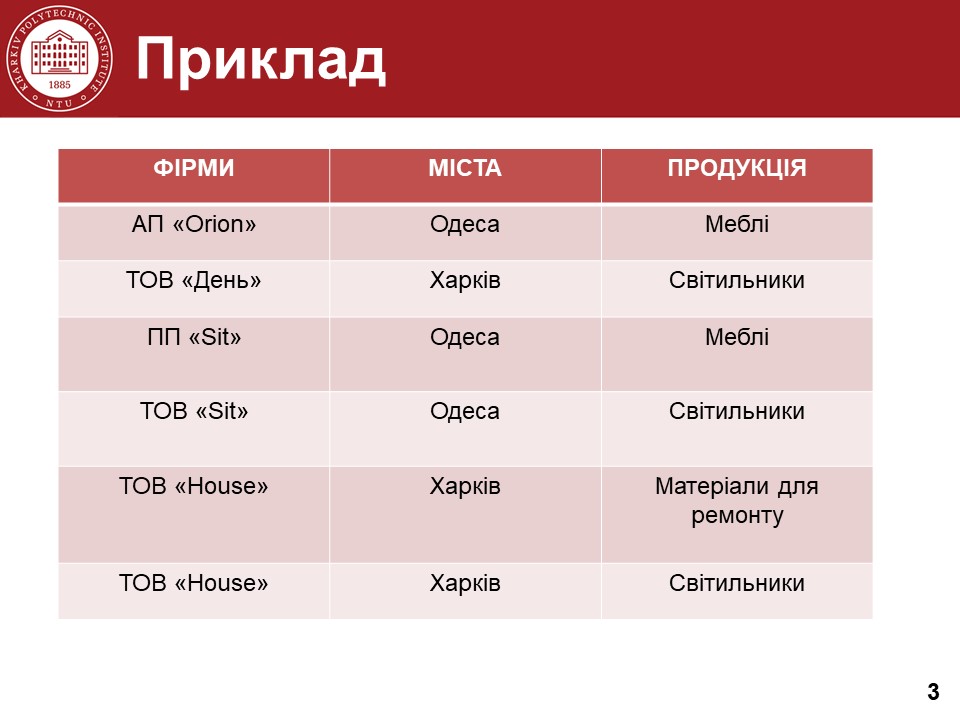 KHARKIV POLYTECHNIC INSTITUTE
1885
NTU
Приклад
ФІРМИ МІСТА ПРОДУКЦІЯ
АП «Orion» Одеса Меблі
ТОВ «День» Харків Світильники
ПП «Sit» Одеса Меблі
ТОВ «Sit» Одеса Світильники
ТОВ «House» Харків Матеріали для
ремонту
ТОВ «House» Харків Світильники
3